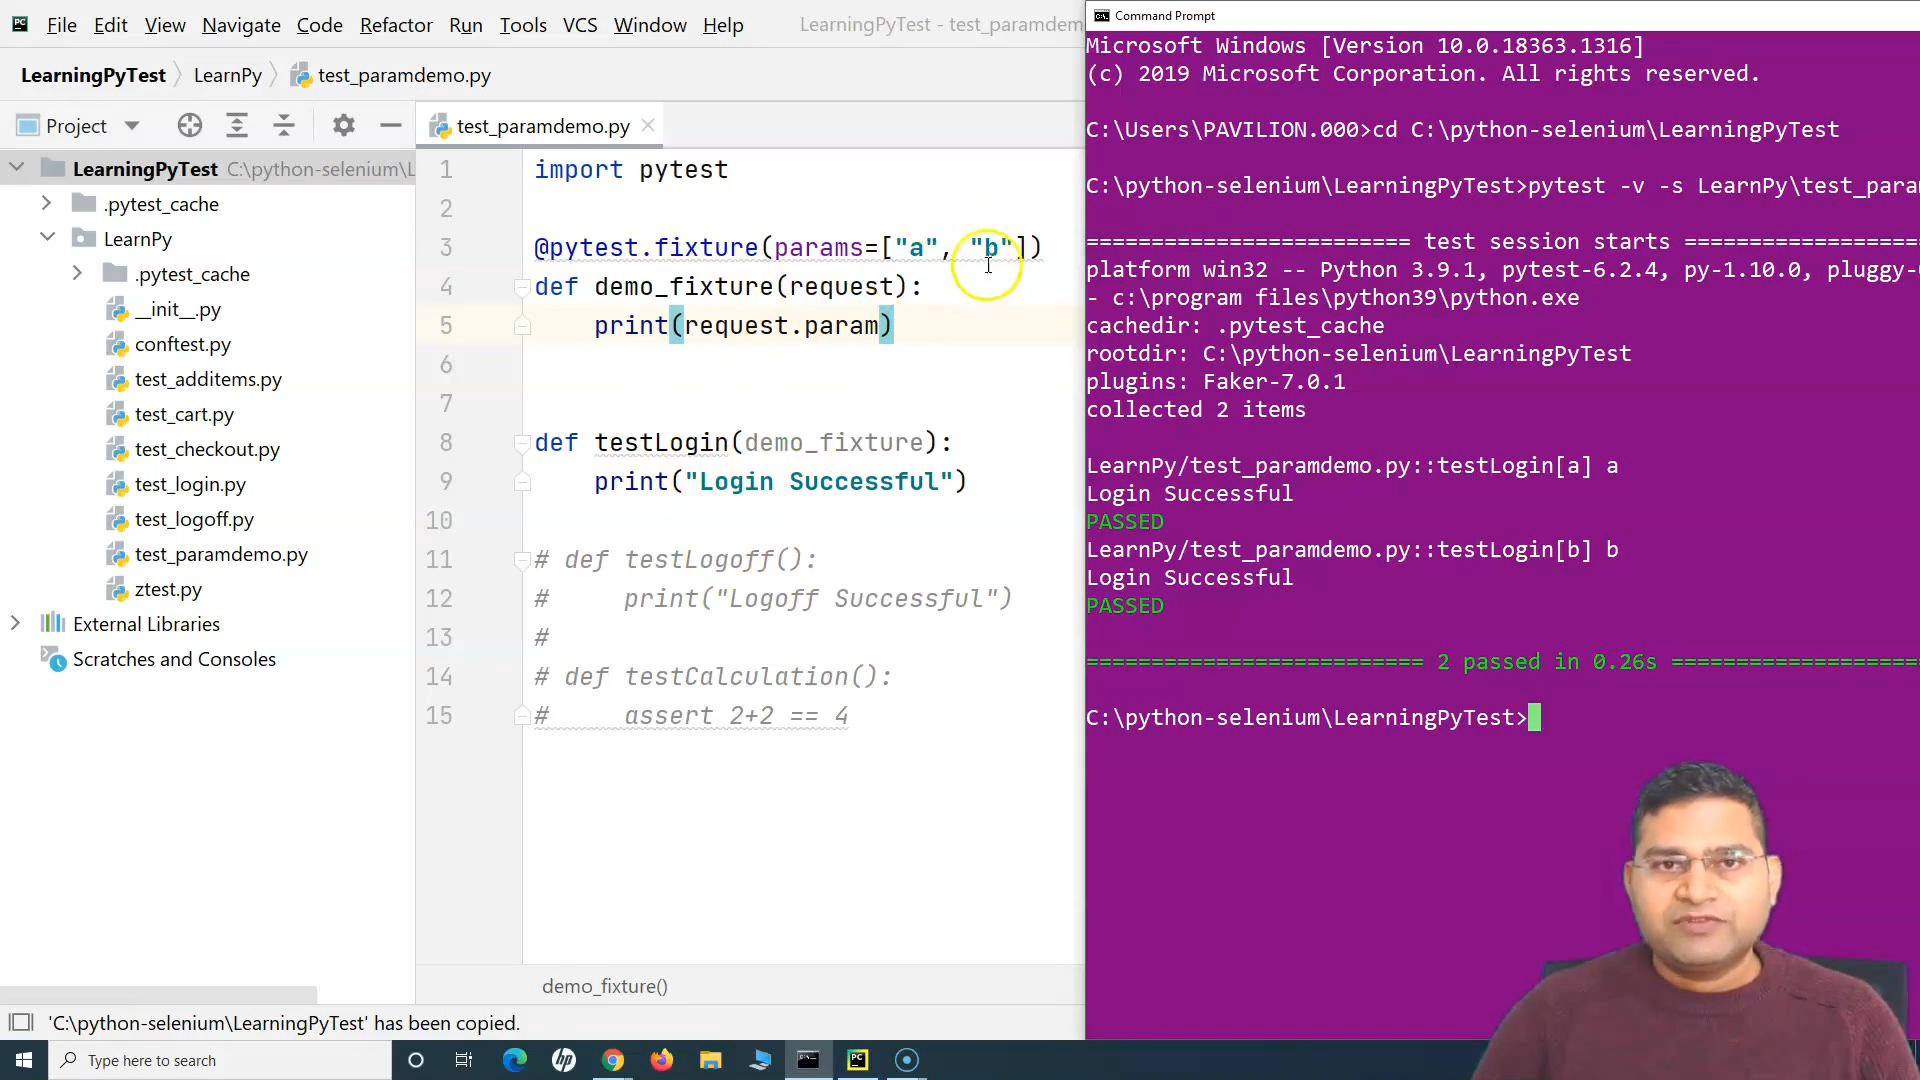 File Edit View Navigate Code Refactor Run Tools VCS Window Help LearningPyTest - test_paramdem
LearningPyTest LearnPy test_paramdemo.py
Project
LearningPyTest C:\python-selenium\L
.pytest_cache
LearnPy
.pytest_cache
__init__.py
conftest.py
test_additems.py
test_cart.py
test_checkout.py
test_login.py
test_logoff.py
test_paramdemo.py
ztest.py
External Libraries
Scratches and Consoles
test_paramdemo.py
1 import pytest
2
3 @pytest.fixture(params=["a", "b"])
4 def demo_fixture(request):
5 print(request.param)
6
7
8 def testLogin(demo_fixture):
9 print("Login Successful")
10
11 # def testLogoff():
12 #     print("Logoff Successful")
13 #
14 # def testCalculation():
15 #     assert 2+2 == 4
demo_fixture()
'C:\python-selenium\LearningPyTest' has been copied.
Command Prompt
Microsoft Windows [Version 10.0.18363.1316]
(c) 2019 Microsoft Corporation. All rights reserved.
C:\Users\PAVILION.000>cd C:\python-selenium\LearningPyTest
C:\python-selenium\LearningPyTest>pytest -v -s LearnPy\test_para
========================= test session starts ==================
platform win32 -- Python 3.9.1, pytest-6.2.4, py-1.10.0, pluggy-
- c:\program files\python39\python.exe
cachedir: .pytest_cache
rootdir: C:\python-selenium\LearningPyTest
plugins: Faker-7.0.1
collected 2 items
LearnPy/test_paramdemo.py::testLogin[a] a
Login Successful
PASSED
LearnPy/test_paramdemo.py::testLogin[b] b
Login Successful
PASSED
========================== 2 passed in 0.26s ===================
C:\python-selenium\LearningPyTest>
Type here to search
hp
PC